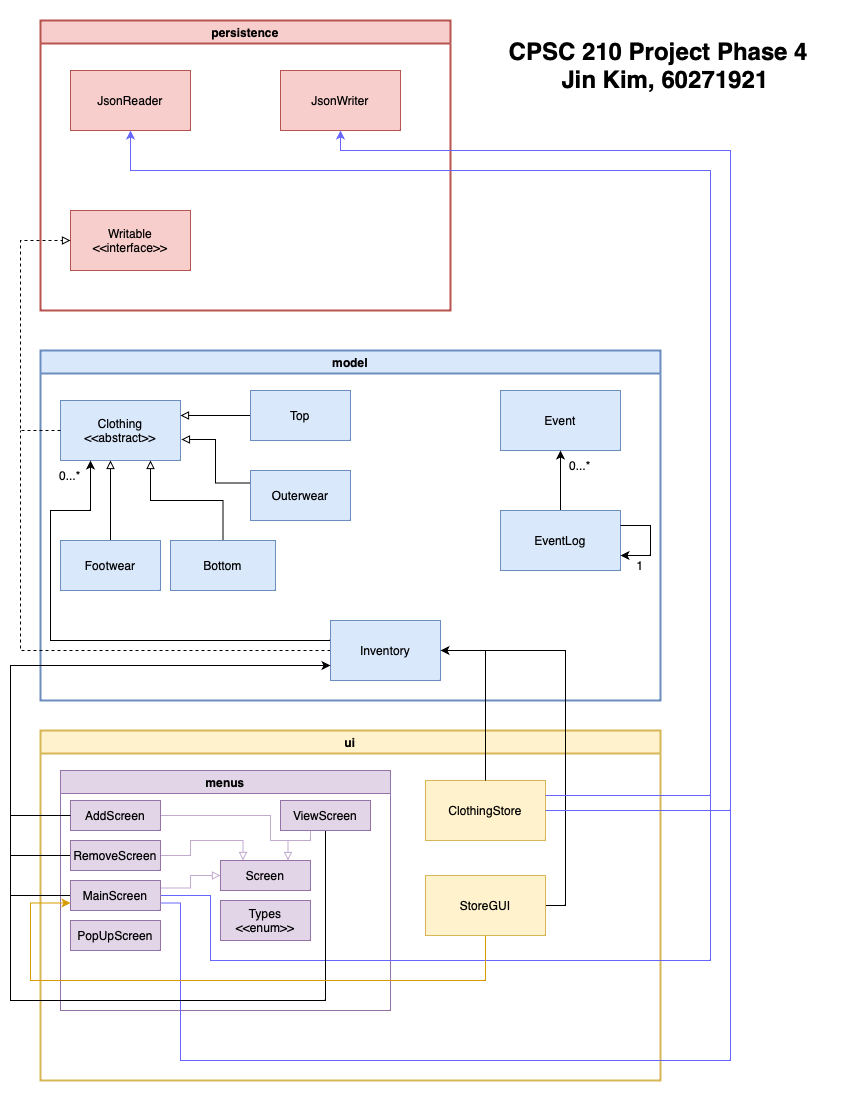 persistence
CPSC 210 Project Phase 4
Jin Kim, 60271921
JsonReader
JsonWriter
Writable
<<interface>>
model
Clothing
<<abstract>>
Top
Event
0...*
0...*
Outerwear
EventLog
1
Footwear
Bottom
Inventory
ui
menus
AddScreen
ViewScreen
ClothingStore
RemoveScreen
Screen
MainScreen
Types
<<enum>>
StoreGUI
PopUpScreen